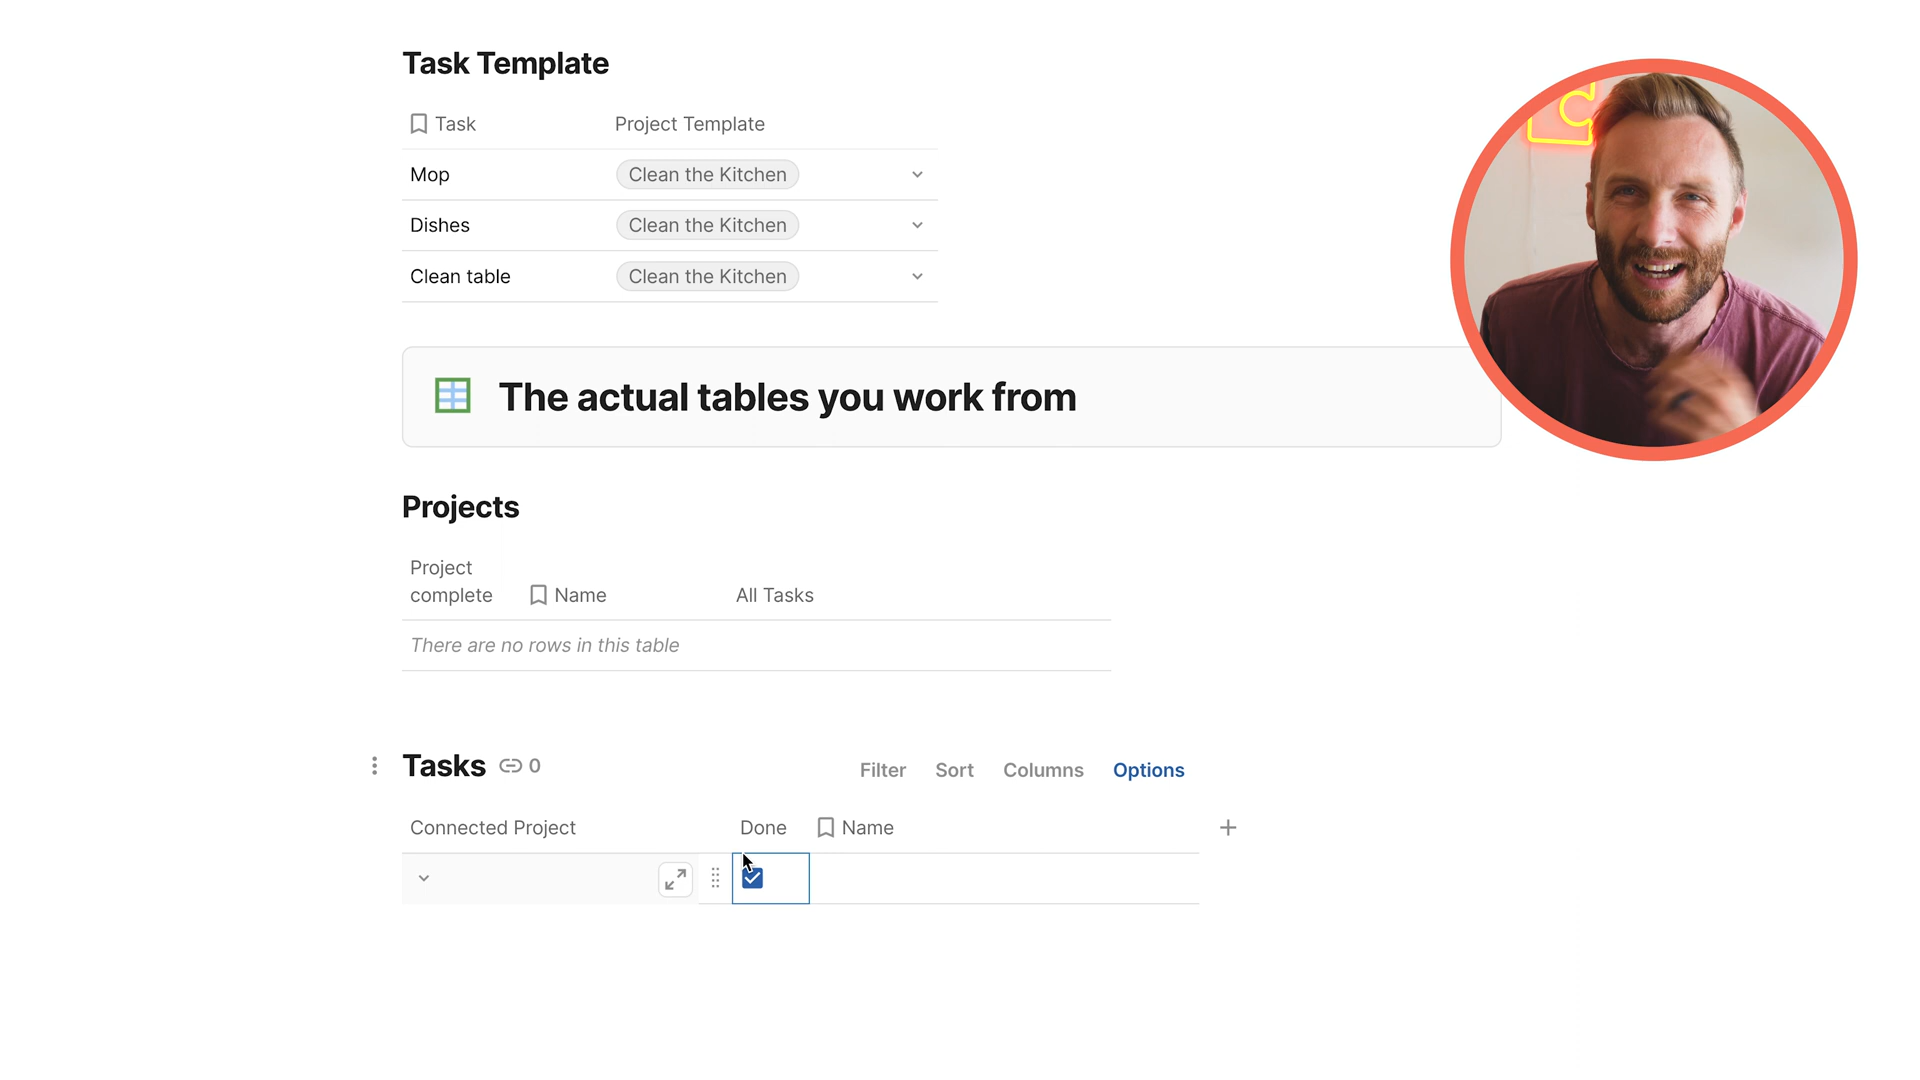 Task Template
Task Project Template
Mop Clean the Kitchen
Dishes Clean the Kitchen
Clean table Clean the Kitchen
The actual tables you work from
Projects
Project
complete Name All Tasks
There are no rows in this table
Tasks 0 Filter Sort Columns Options
Connected Project Done Name